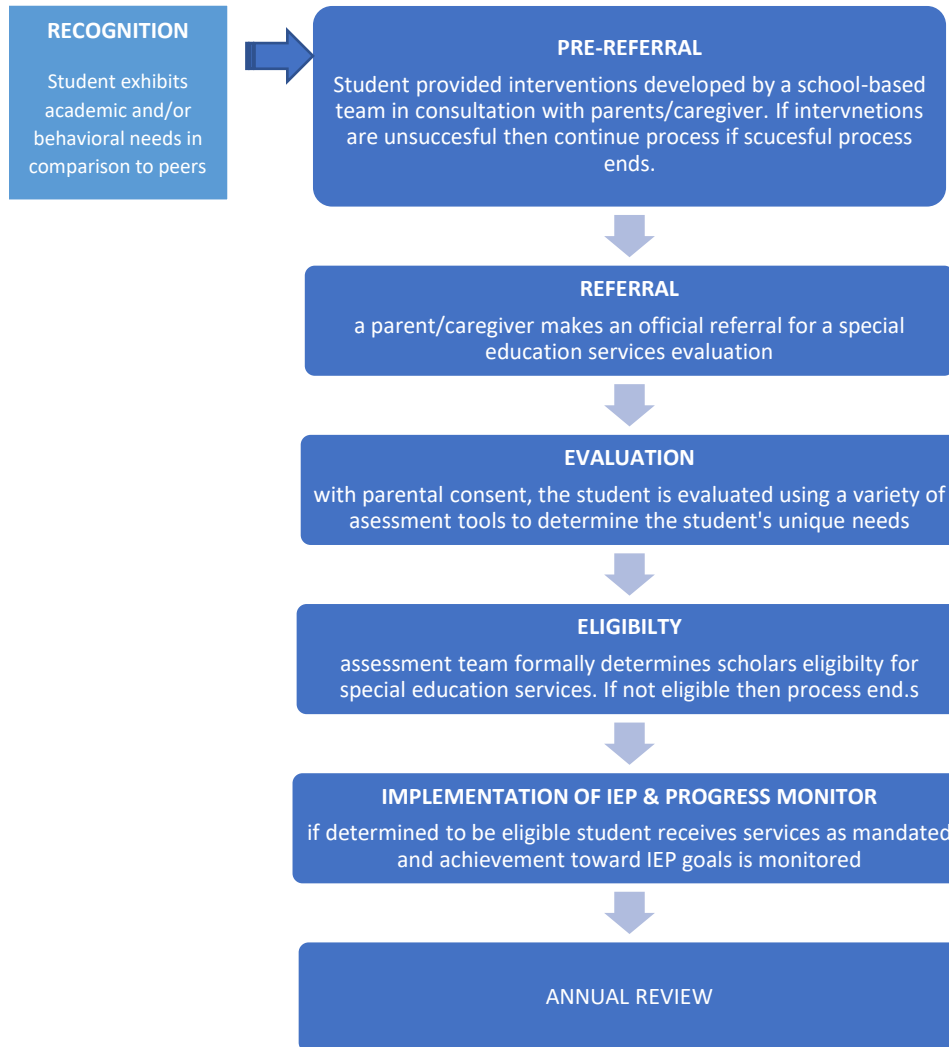 RECOGNITION
Student exhibits
academic and/or
behavioral needs in
comparison to peers
PRE-REFERRAL
Student provided interventions developed by a school-based
team in consultation with parents/caregiver. If intervnetions
are unsuccesful then continue process if scucesful process
ends.
REFERRAL
a parent/caregiver makes an official referral for a special
education services evaluation
EVALUATION
with parental consent, the student is evaluated using a variety of
asessment tools to determine the student's unique needs
ELIGIBILTY
assessment team formally determines scholars eligibilty for
special education services. If not eligible then process end.s
IMPLEMENTATION OF IEP & PROGRESS MONITOR
if determined to be eligible student receives services as mandated
and achievement toward IEP goals is monitored
ANNUAL REVIEW